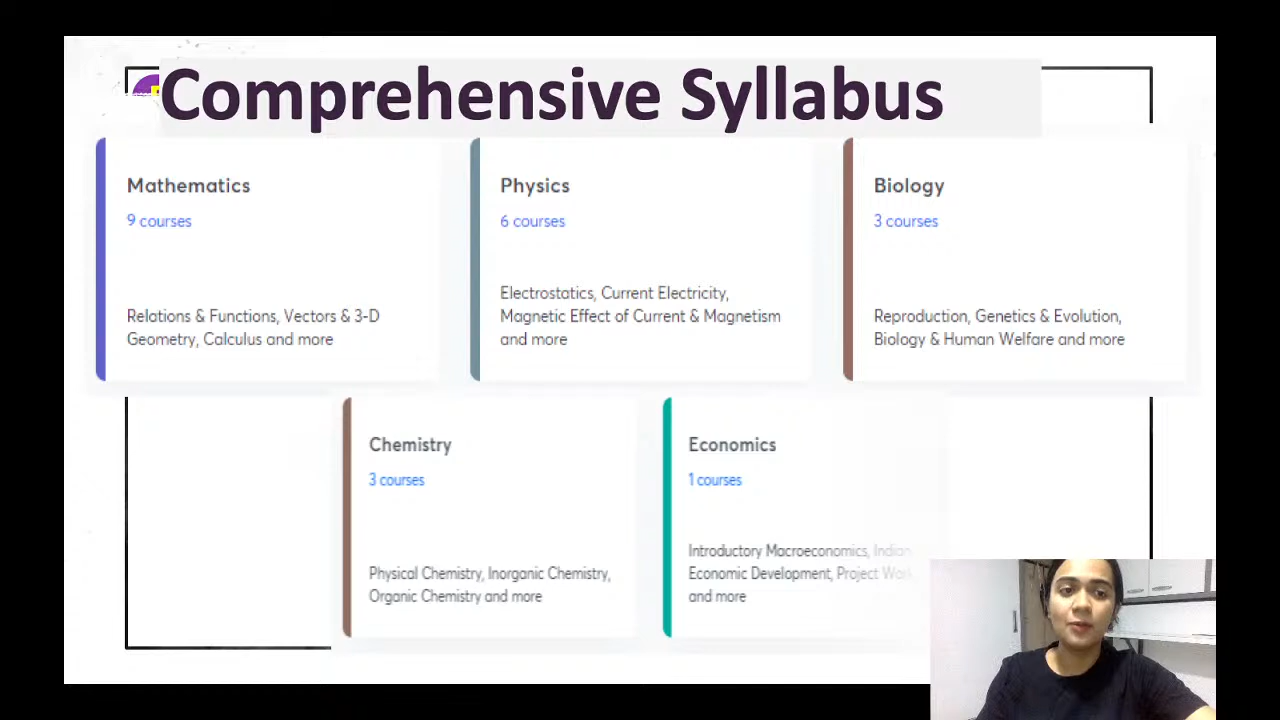 Comprehensive Syllabus
Mathematics
9 courses
Relations & Functions, Vectors & 3-D
Geometry, Calculus and more
Physics
6 courses
Electrostatics, Current Electricity,
Magnetic Effect of Current & Magnetism
and more
Biology
3 courses
Reproduction, Genetics & Evolution,
Biology & Human Welfare and more
Chemistry
3 courses
Physical Chemistry, Inorganic Chemistry,
Organic Chemistry and more
Economics
1 courses
Introductory Macroeconomics, Indian
Economic Development, Project Work
and more